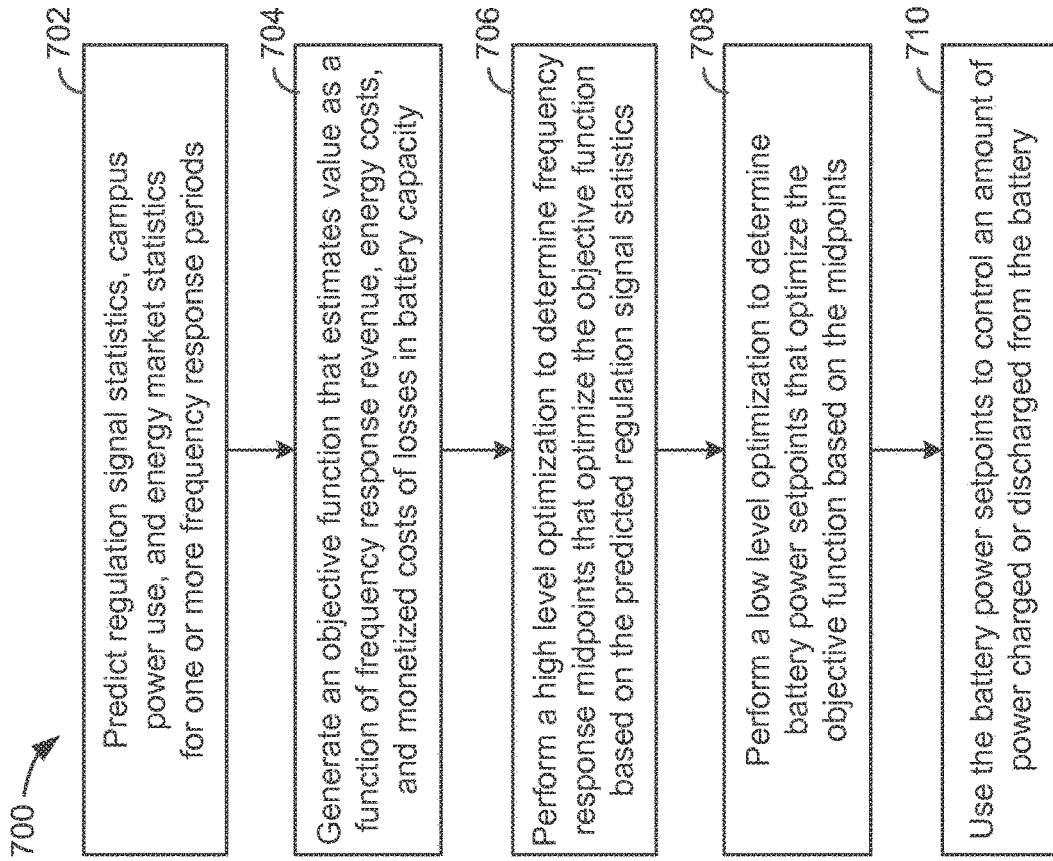 700
702
Predict regulation signal statistics, campus
power use, and energy market statistics
for one or more frequency response periods
704
Generate an objective function that estimates value as a
function of frequency response revenue, energy costs,
and monetized costs of losses in battery capacity
706
Perform a high level optimization to determine frequency
response midpoints that optimize the objective function
based on the predicted regulation signal statistics
708
Perform a low level optimization to determine
battery power setpoints that optimize the
objective function based on the midpoints
710
Use the battery power setpoints to control an amount of
power charged or discharged from the battery